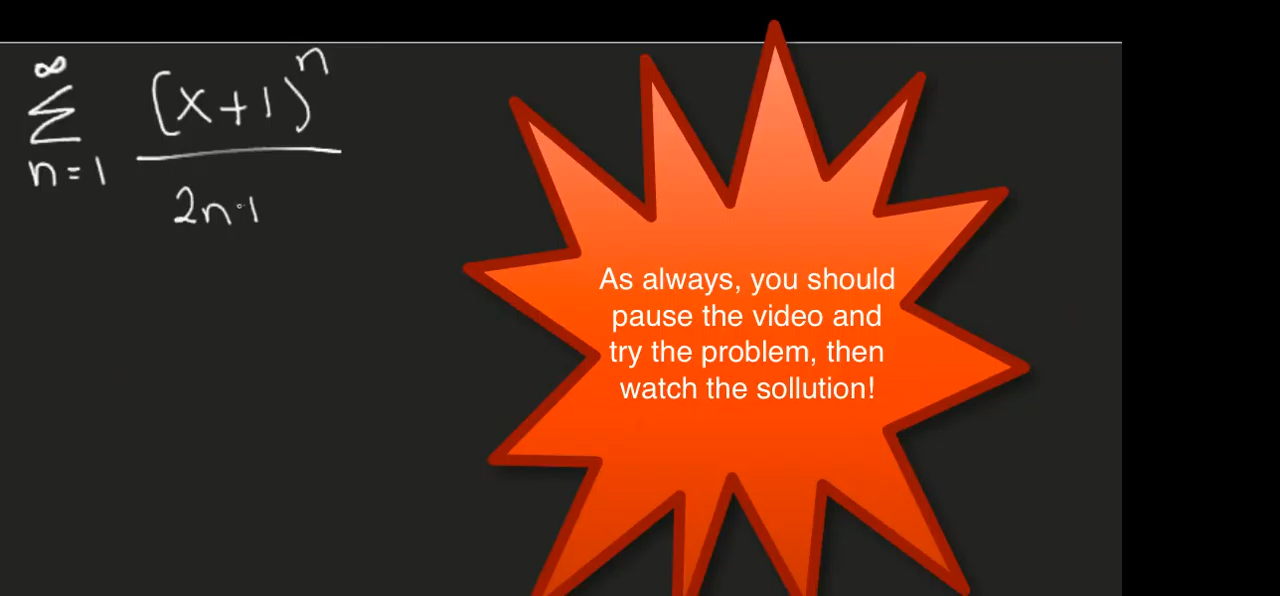 ∞
Σ
n=1
(x+1)^n
2n·1
As always, you should
pause the video and
try the problem, then
watch the sollution!